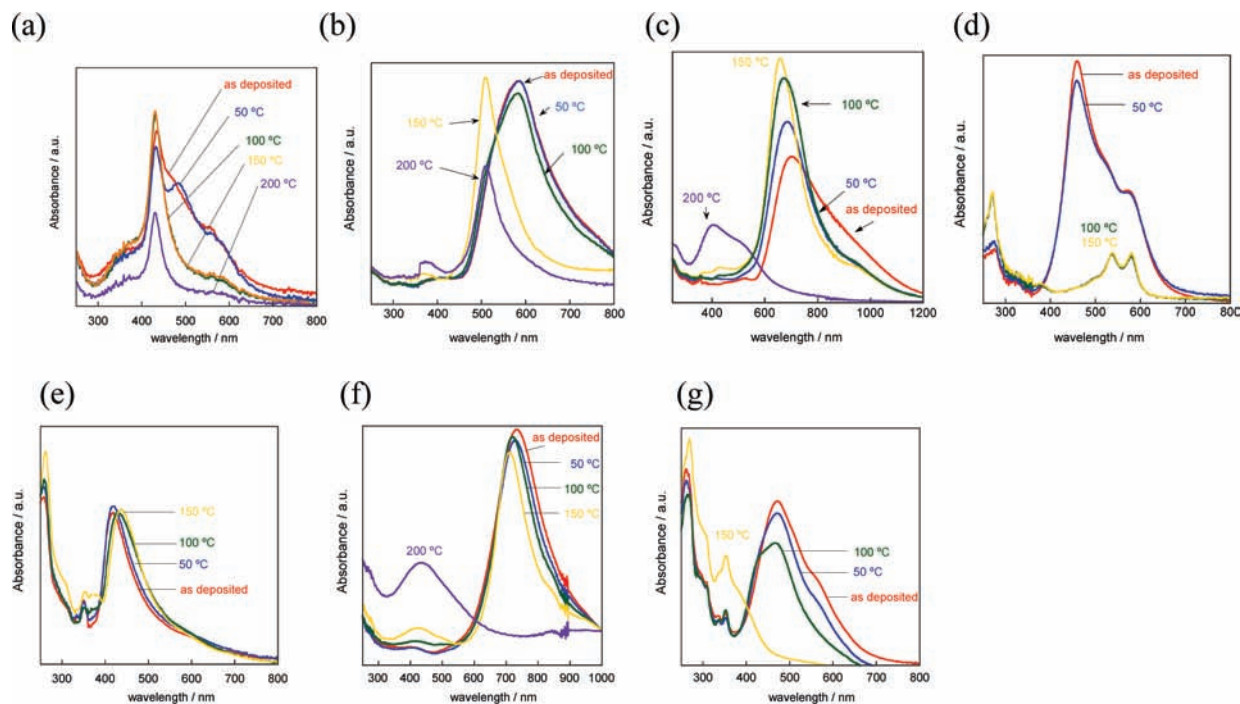 (a)
Absorbance / a.u.
as deposited
50 ºC
100 ºC
150 ºC
200 ºC
300 400 500 600 700 800
wavelength / nm
(b)
Absorbance / a.u.
as deposited
50 ºC
150 ºC
100 ºC
200 ºC
300 400 500 600 700 800
wavelength / nm
(c)
Absorbance / a.u.
150 ºC
100 ºC
50 ºC
200 ºC
as deposited
400 600 800 1000 1200
wavelength / nm
(d)
Absorbance / a.u.
as deposited
50 ºC
100 ºC
150 ºC
300 400 500 600 700 800
wavelength / nm
(e)
Absorbance / a.u.
150 ºC
100 ºC
50 ºC
as deposited
300 400 500 600 700 800
wavelength / nm
(f)
Absorbance / a.u.
as deposited
50 ºC
100 ºC
150 ºC
200 ºC
300 400 500 600 700 800 900 1000
wavelength / nm
(g)
Absorbance / a.u.
150 ºC
100 ºC
50 ºC
as deposited
300 400 500 600 700 800
wavelength / nm